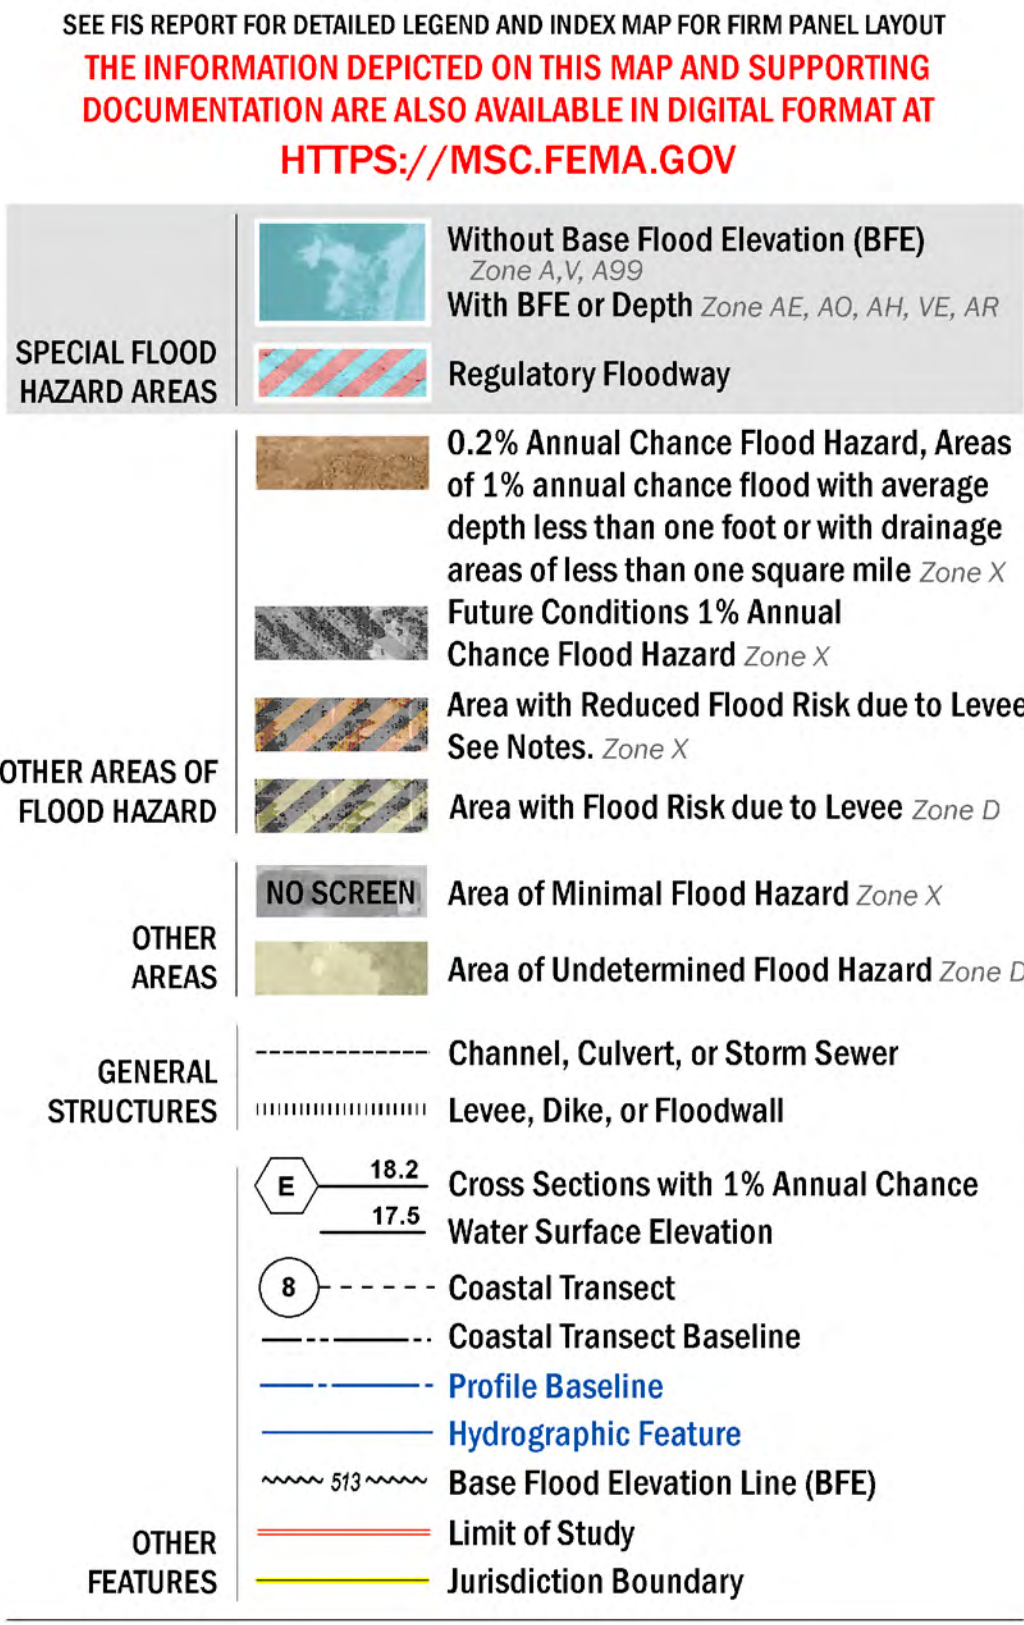 SEE FIS REPORT FOR DETAILED LEGEND AND INDEX MAP FOR FIRM PANEL LAYOUT
THE INFORMATION DEPICTED ON THIS MAP AND SUPPORTING
DOCUMENTATION ARE ALSO AVAILABLE IN DIGITAL FORMAT AT
HTTPS://MSC.FEMA.GOV
SPECIAL FLOOD
HAZARD AREAS
Without Base Flood Elevation (BFE)
Zone A,V, A99
With BFE or Depth Zone AE, AO, AH, VE, AR
Regulatory Floodway
OTHER AREAS OF
FLOOD HAZARD
0.2% Annual Chance Flood Hazard, Areas
of 1% annual chance flood with average
depth less than one foot or with drainage
areas of less than one square mile Zone X
Future Conditions 1% Annual
Chance Flood Hazard Zone X
Area with Reduced Flood Risk due to Levee
See Notes. Zone X
Area with Flood Risk due to Levee Zone D
OTHER
AREAS
NO SCREEN Area of Minimal Flood Hazard Zone X
Area of Undetermined Flood Hazard Zone D
GENERAL
STRUCTURES
Channel, Culvert, or Storm Sewer
Levee, Dike, or Floodwall
OTHER
FEATURES
E 18.2 Cross Sections with 1% Annual Chance
17.5 Water Surface Elevation
8 Coastal Transect
Coastal Transect Baseline
Profile Baseline
Hydrographic Feature
513 Base Flood Elevation Line (BFE)
Limit of Study
Jurisdiction Boundary